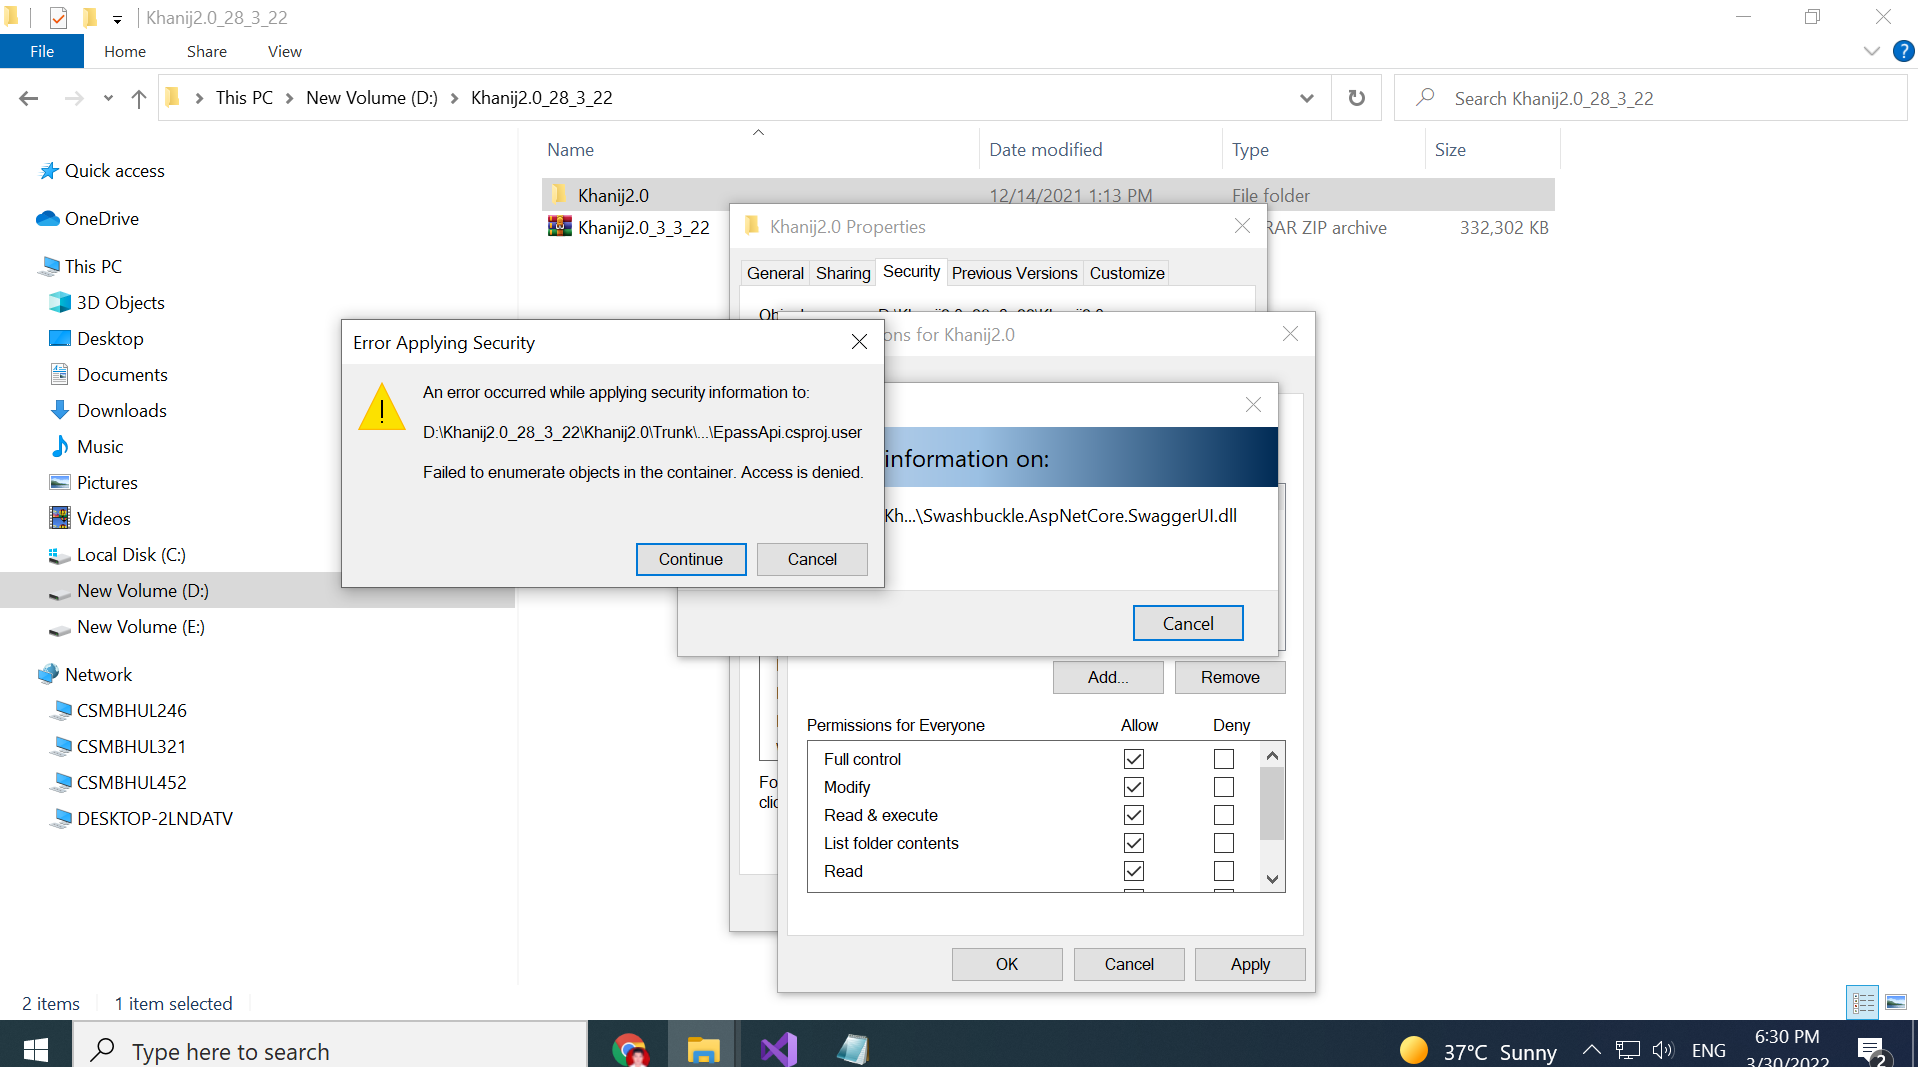 Khanij2.0_28_3_22
File Home Share View
This PC New Volume (D:) Khanij2.0_28_3_22
Search Khanij2.0_28_3_22
Name Date modified Type Size
Khanij2.0 12/14/2021 1:13 PM File folder
Khanij2.0_3_3_22 RAR ZIP archive 332,302 KB
Quick access
OneDrive
This PC
3D Objects
Desktop
Documents
Downloads
Music
Pictures
Videos
Local Disk (C:)
New Volume (D:)
New Volume (E:)
Network
CSMBHUL246
CSMBHUL321
CSMBHUL452
DESKTOP-2LNDATV
Khanij2.0 Properties
General Sharing Security Previous Versions Customize
ons for Khanij2.0
Error Applying Security
An error occurred while applying security information to:
D:\Khanij2.0_28_3_22\Khanij2.0\Trunk\...\EpassApi.csproj.user
Failed to enumerate objects in the container. Access is denied.
Continue Cancel
information on:
Kh...\Swashbuckle.AspNetCore.SwaggerUI.dll
Cancel
Add... Remove
Permissions for Everyone Allow Deny
Full control
Modify
Read & execute
List folder contents
Read
Fo
clic
OK Cancel Apply
2 items 1 item selected
Type here to search
37°C Sunny
ENG
6:30 PM
3/30/2022
2